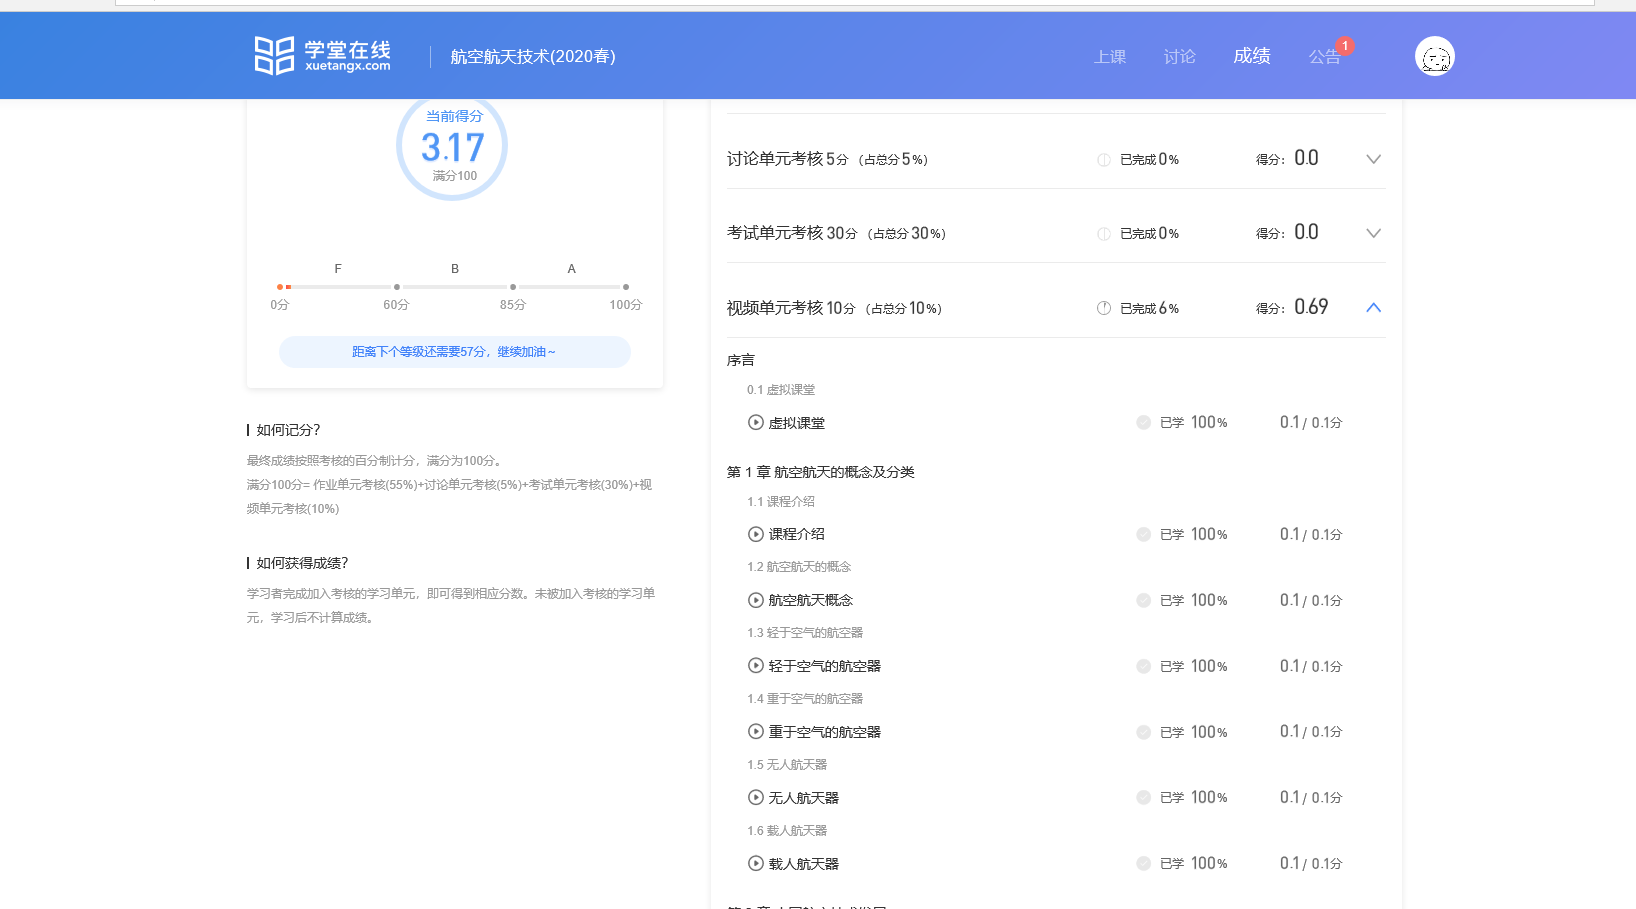 学堂在线
xuetangx.com
航空航天技术(2020春)
上课
讨论
成绩
公告
1
当前得分
3.17
满分100
F
B
A
0分
60分
85分
100分
距离下个等级还需要57分，继续加油～
如何记分？
最终成绩按照考核的百分制计分，满分为100分。
满分100分= 作业单元考核(55%)+讨论单元考核(5%)+考试单元考核(30%)+视
频单元考核(10%)
如何获得成绩？
学习者完成加入考核的学习单元，即可得到相应分数。未被加入考核的学习单
元，学习后不计算成绩。
讨论单元考核 5分 （占总分 5%） 已完成 0% 得分： 0.0
考试单元考核 30分 （占总分 30%） 已完成 0% 得分： 0.0
视频单元考核 10分 （占总分 10%） 已完成 6% 得分： 0.69
序言
0.1 虚拟课堂
虚拟课堂 已学 100% 0.1 / 0.1分
第 1 章 航空航天的概念及分类
1.1 课程介绍
课程介绍 已学 100% 0.1 / 0.1分
1.2 航空航天的概念
航空航天概念 已学 100% 0.1 / 0.1分
1.3 轻于空气的航空器
轻于空气的航空器 已学 100% 0.1 / 0.1分
1.4 重于空气的航空器
重于空气的航空器 已学 100% 0.1 / 0.1分
1.5 无人航天器
无人航天器 已学 100% 0.1 / 0.1分
1.6 载人航天器
载人航天器 已学 100% 0.1 / 0.1分